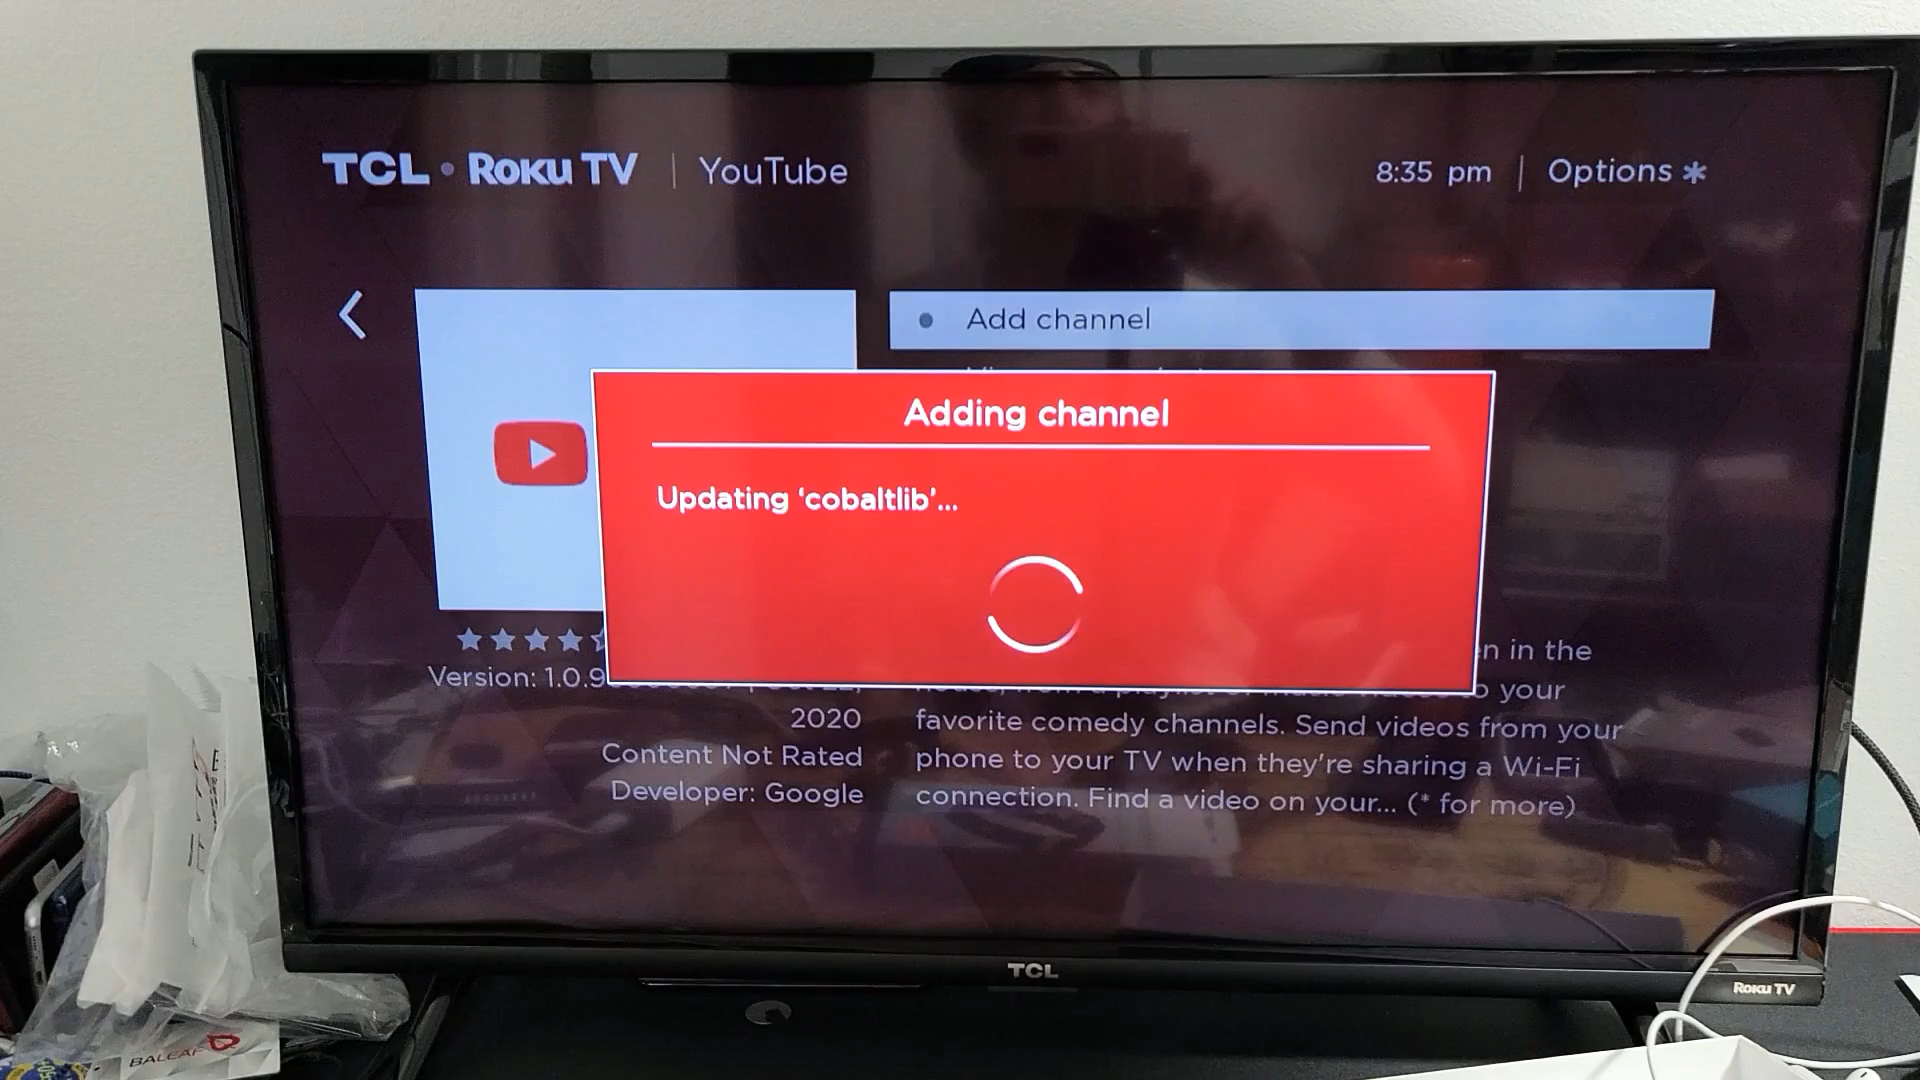 TCL • Roku TV | YouTube
8:35 pm | Options *
Add channel
Adding channel
Updating 'cobaltlib'...
Version: 1.0.9
2020
Content Not Rated
Developer: Google
in the
your
favorite comedy channels. Send videos from your
phone to your TV when they're sharing a Wi-Fi
connection. Find a video on your... (* for more)
TCL
Roku TV
BALEAF